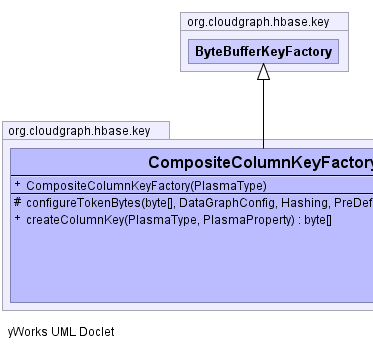 org.cloudgraph.hbase.key
ByteBufferKeyFactory
org.cloudgraph.hbase.key
CompositeColumnKeyFactory
+ CompositeColumnKeyFactory(PlasmaType)
# configureTokenBytes(byte[], DataGraphConfig, Hashing, PreDef
+ createColumnKey(PlasmaType, PlasmaProperty) : byte[]
yWorks UML Doclet